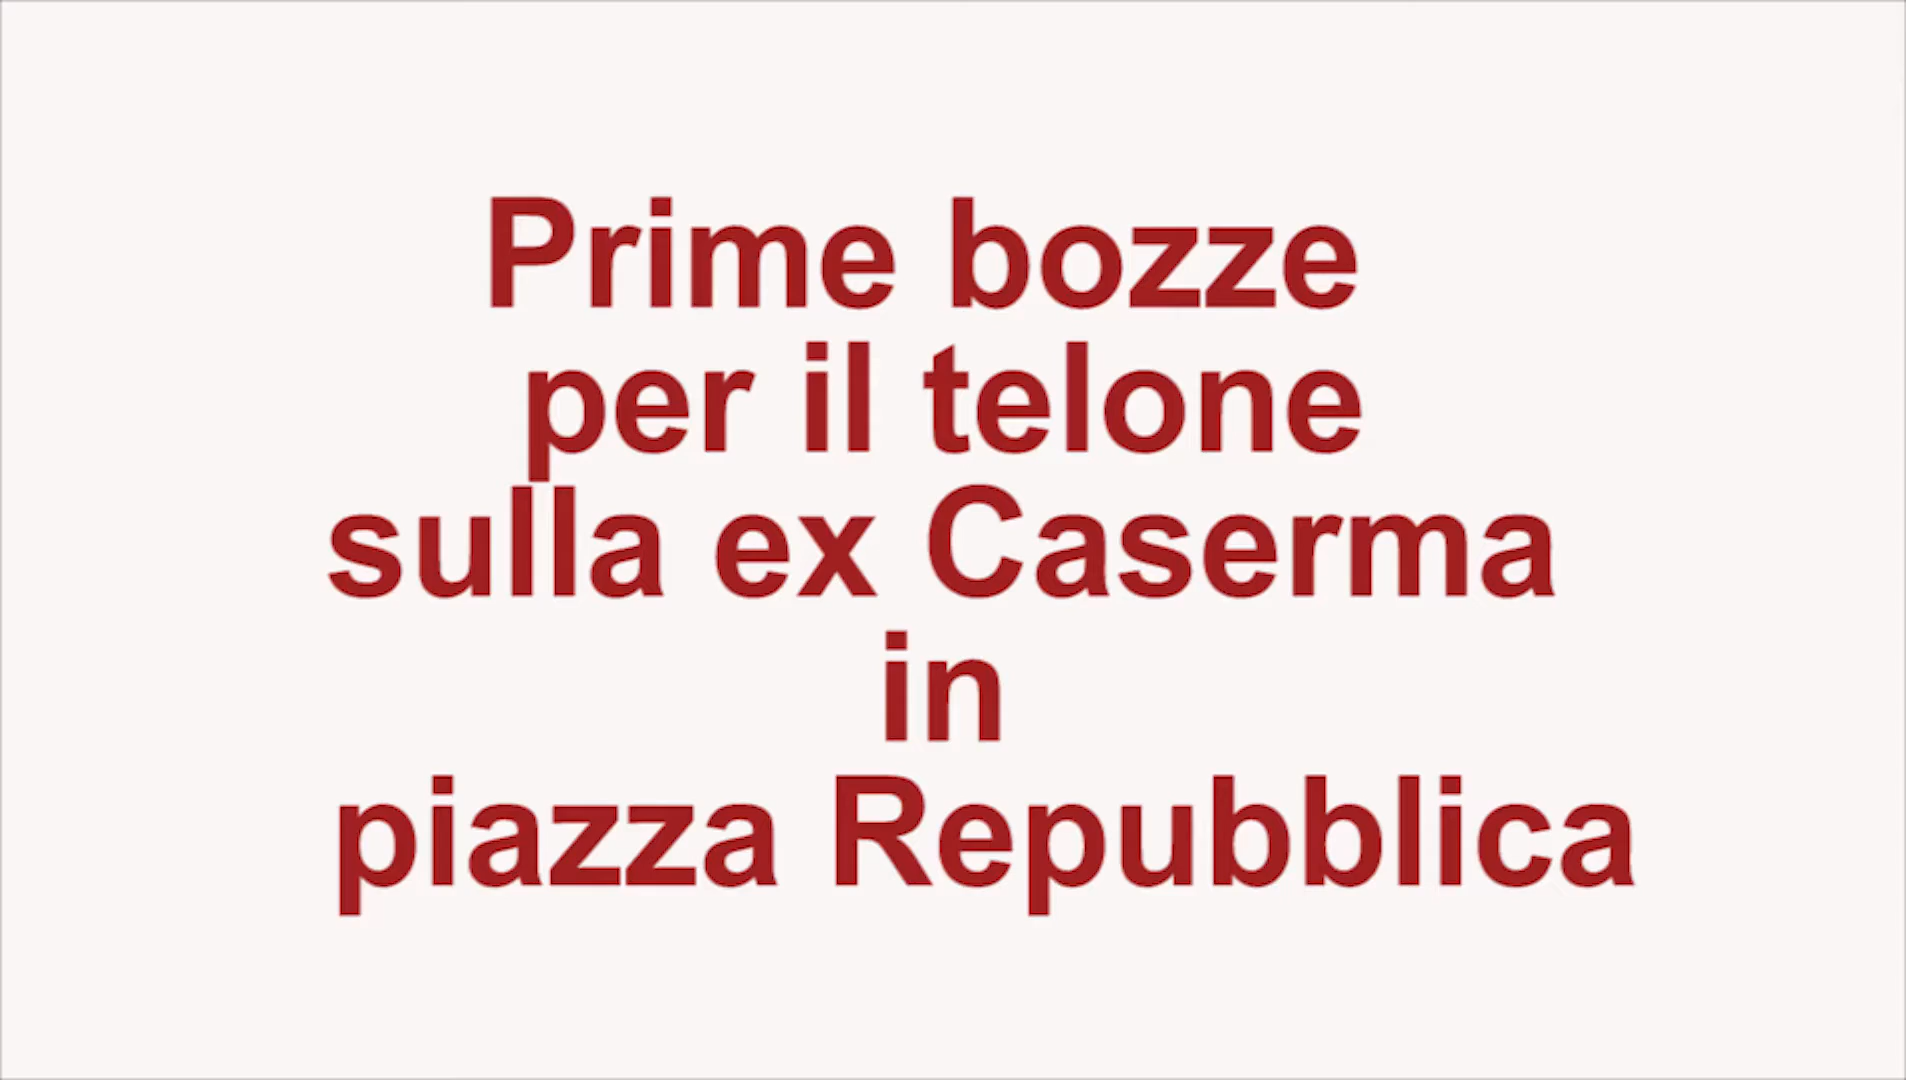 Prime bozze
per il telone
sulla ex Caserma
in
piazza Repubblica